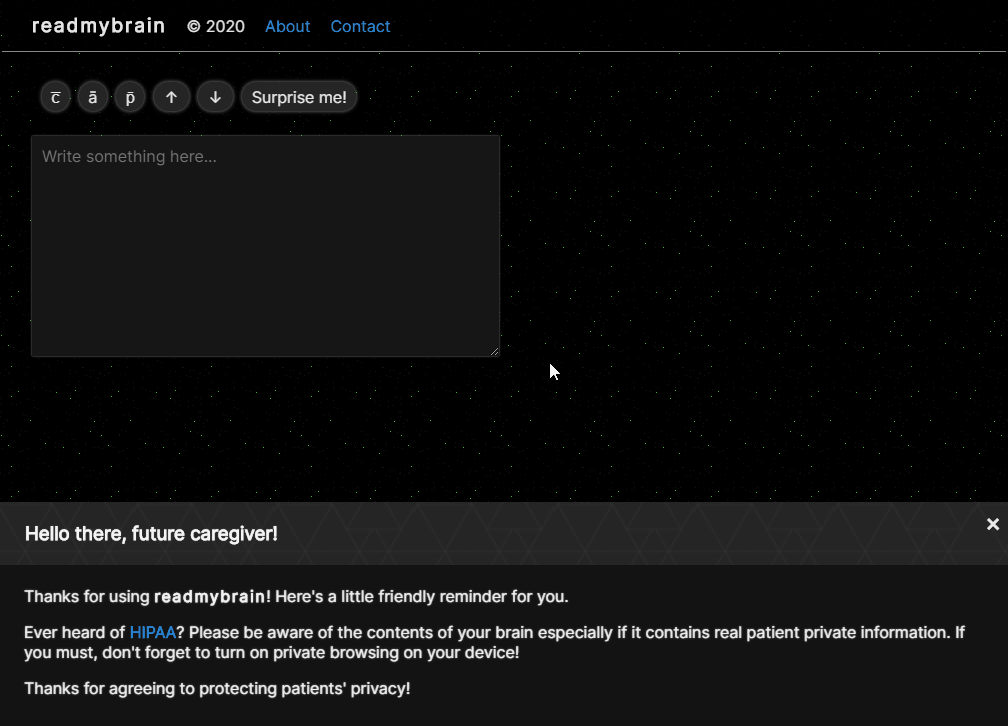 readmybrain © 2020 About Contact
c̅ ā p̄ ↑ ↓ Surprise me!
Write something here...
Hello there, future caregiver! ×
Thanks for using readmybrain! Here's a little friendly reminder for you.
Ever heard of HIPAA? Please be aware of the contents of your brain especially if it contains real patient private information. If
you must, don't forget to turn on private browsing on your device!
Thanks for agreeing to protecting patients' privacy!